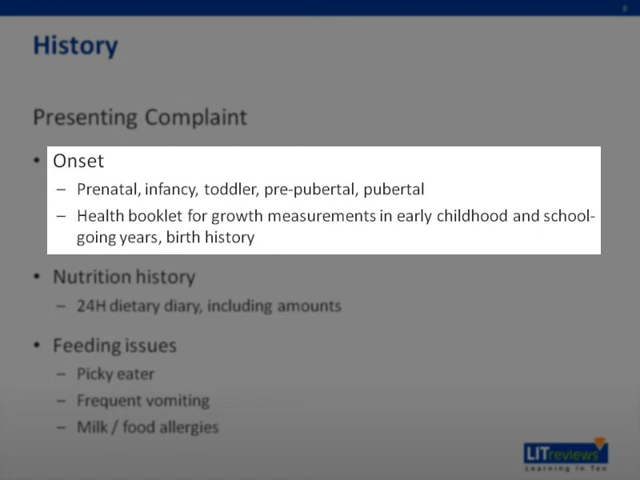 6
History
Presenting Complaint
• Onset
– Prenatal, infancy, toddler, pre-pubertal, pubertal
– Health booklet for growth measurements in early childhood and school-
going years, birth history
• Nutrition history
– 24H dietary diary, including amounts
• Feeding issues
– Picky eater
– Frequent vomiting
– Milk / food allergies
LITreviews
Learning In Ten